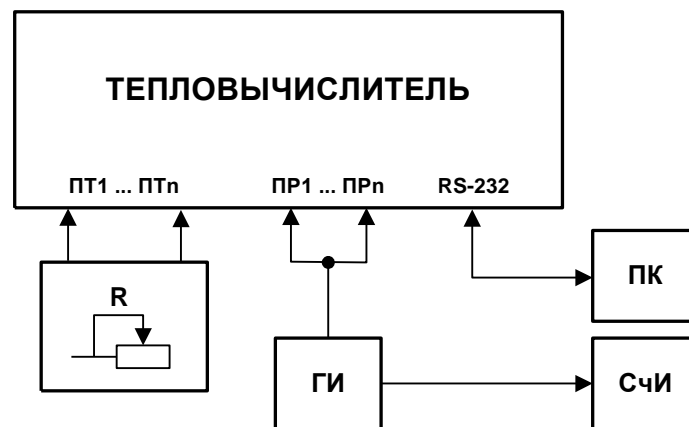 ТЕПЛОВЫЧИСЛИТЕЛЬ
ПТ1 ... ПТn ПР1 ... ПРn RS-232
ПК
R
ГИ СчИ